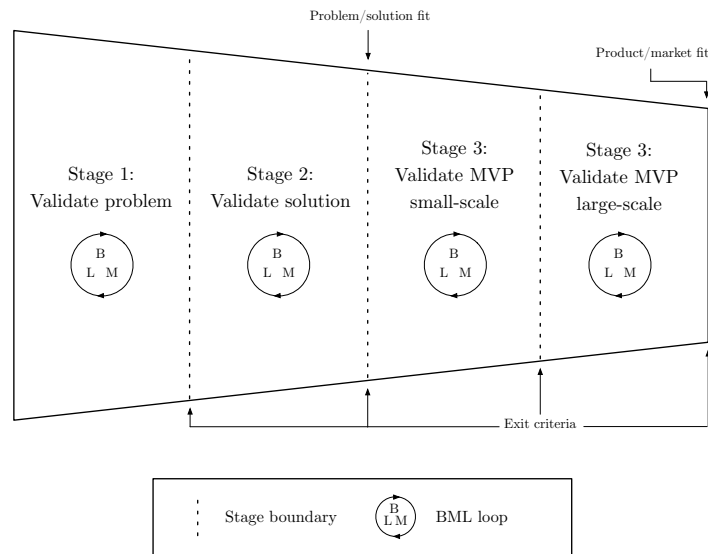 Problem/solution fit
Product/market fit
Stage 1:
Validate problem
Stage 2:
Validate solution
Stage 3:
Validate MVP
small-scale
Stage 3:
Validate MVP
large-scale
B
L M
B
L M
B
L M
B
L M
Exit criteria
Stage boundary
B
L M
BML loop